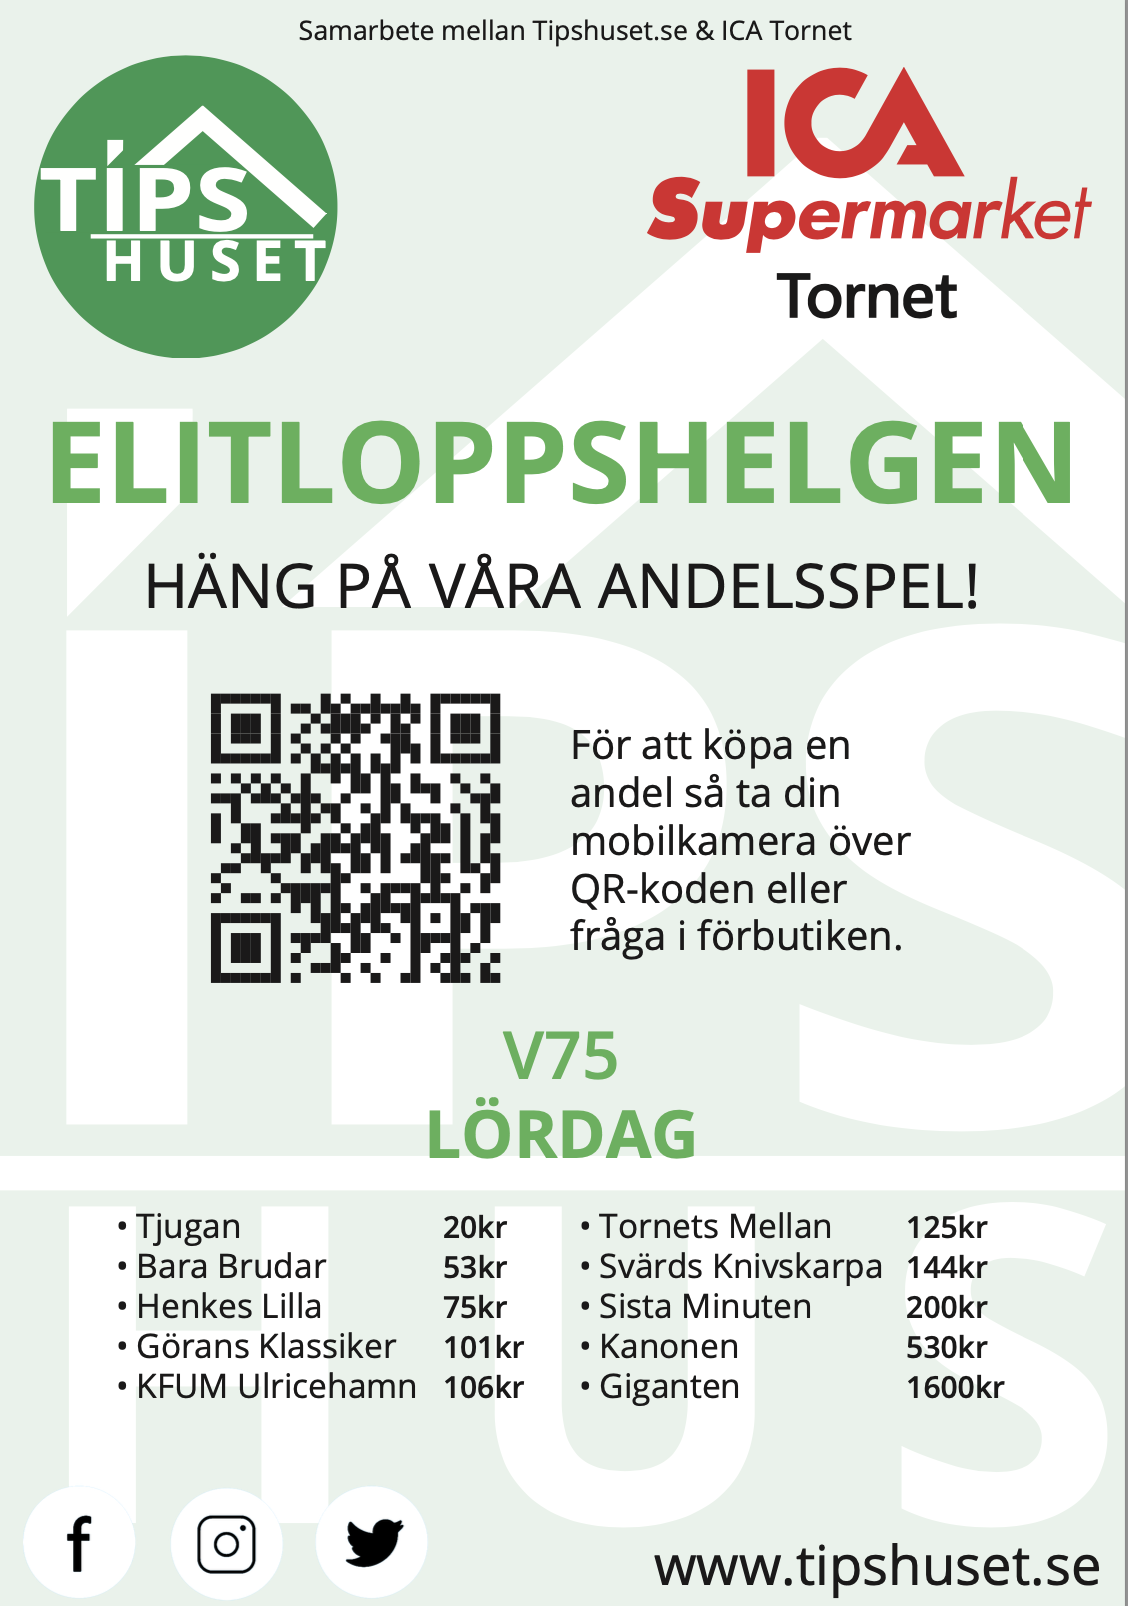 Samarbete mellan Tipshuset.se & ICA Tornet
TIPS
HUSET
ICA
Supermarket
Tornet
ELITLOPPSHELGEN
HÄNG PÅ VÅRA ANDELSSPEL!
För att köpa en
andel så ta din
mobilkamera över
QR-koden eller
fråga i förbutiken.
V75
LÖRDAG
• Tjugan 20kr
• Bara Brudar 53kr
• Henkes Lilla 75kr
• Görans Klassiker 101kr
• KFUM Ulricehamn 106kr
• Tornets Mellan 125kr
• Svärds Knivskarpa 144kr
• Sista Minuten 200kr
• Kanonen 530kr
• Giganten 1600kr
www.tipshuset.se